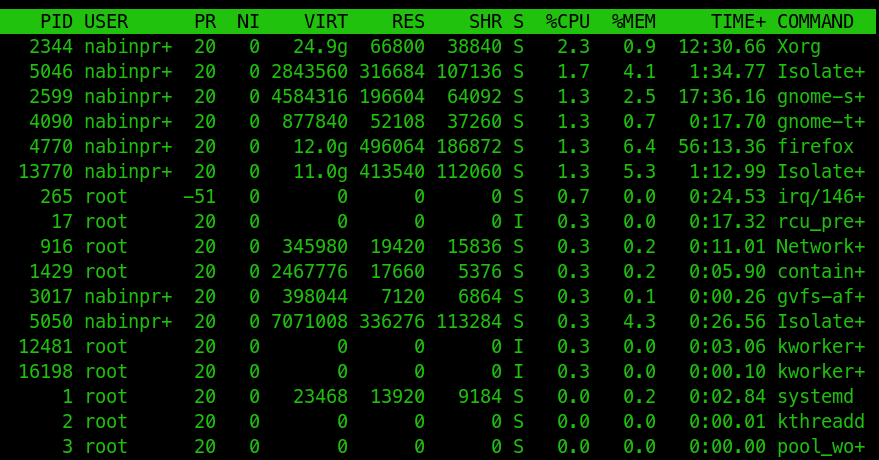 PID USER PR NI VIRT RES SHR S %CPU %MEM TIME+ COMMAND
2344 nabinpr+ 20 0 24.9g 66800 38840 S 2.3 0.9 12:30.66 Xorg
5046 nabinpr+ 20 0 2843560 316684 107136 S 1.7 4.1 1:34.77 Isolate+
2599 nabinpr+ 20 0 4584316 196604 64092 S 1.3 2.5 17:36.16 gnome-s+
4090 nabinpr+ 20 0 877840 52108 37260 S 1.3 0.7 0:17.70 gnome-t+
4770 nabinpr+ 20 0 12.0g 496064 186872 S 1.3 6.4 56:13.36 firefox
13770 nabinpr+ 20 0 11.0g 413540 112060 S 1.3 5.3 1:12.99 Isolate+
265 root -51 0 0 0 0 S 0.7 0.0 0:24.53 irq/146+
17 root 20 0 0 0 0 I 0.3 0.0 0:17.32 rcu_pre+
916 root 20 0 345980 19420 15836 S 0.3 0.2 0:11.01 Network+
1429 root 20 0 2467776 17660 5376 S 0.3 0.2 0:05.90 contain+
3017 nabinpr+ 20 0 398044 7120 6864 S 0.3 0.1 0:00.26 gvfs-af+
5050 nabinpr+ 20 0 7071008 336276 113284 S 0.3 4.3 0:26.56 Isolate+
12481 root 20 0 0 0 0 I 0.3 0.0 0:03.06 kworker+
16198 root 20 0 0 0 0 I 0.3 0.0 0:00.10 kworker+
1 root 20 0 23468 13920 9184 S 0.0 0.2 0:02.84 systemd
2 root 20 0 0 0 0 S 0.0 0.0 0:00.01 kthreadd
3 root 20 0 0 0 0 S 0.0 0.0 0:00.00 pool_wo+